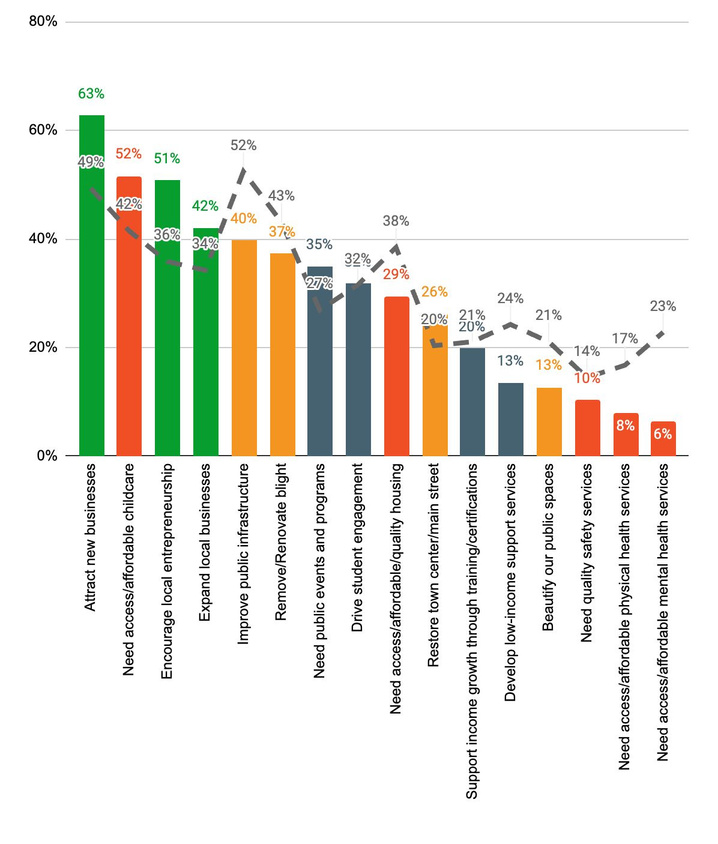 80%
60%
40%
20%
0%
63%
49%
52%
42%
51%
36%
42%
34%
52%
40%
43%
37%
35%
27%
32%
38%
29%
26%
20%
21%
20%
24%
13%
21%
13%
14%
10%
17%
8%
23%
6%
Attract new businesses
Need access/affordable childcare
Encourage local entrepreneurship
Expand local businesses
Improve public infrastructure
Remove/Renovate blight
Need public events and programs
Drive student engagement
Need access/affordable/quality housing
Restore town center/main street
Support income growth through training/certifications
Develop low-income support services
Beautify our public spaces
Need quality safety services
Need access/affordable physical health services
Need access/affordable mental health services